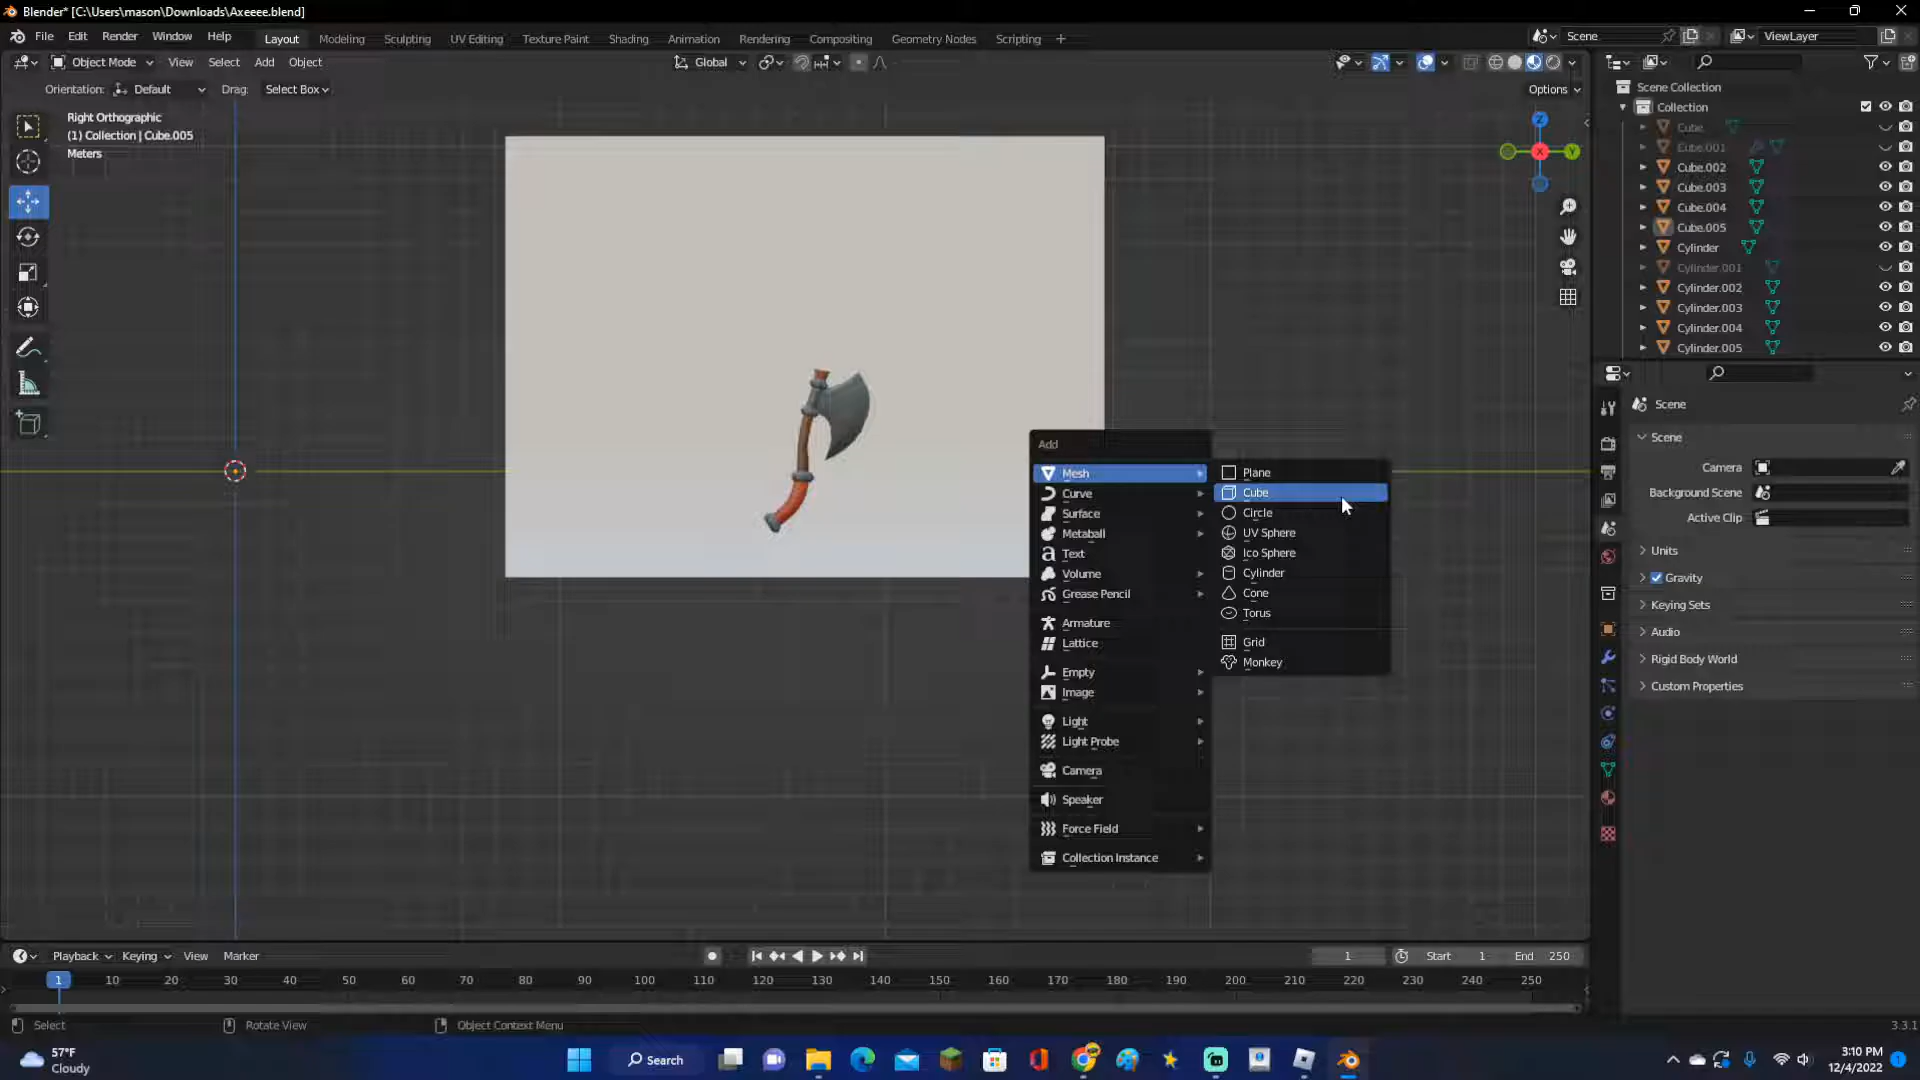 Blender* [C:\Users\mason\Downloads\Axeeee.blend]
File Edit Render Window Help
Layout Modeling Sculpting UV Editing Texture Paint Shading Animation Rendering Compositing Geometry Nodes Scripting +
Scene
ViewLayer
Object Mode View Select Add Object
Global
Orientation: Default Drag: Select Box
Options
Right Orthographic
(1) Collection | Cube.005
Meters
Z
X
Y
Scene Collection
Collection
Cube
Cube.001
Cube.002
Cube.003
Cube.004
Cube.005
Cylinder
Cylinder.001
Cylinder.002
Cylinder.003
Cylinder.004
Cylinder.005
Scene
Scene
Camera
Background Scene
Active Clip
Units
Gravity
Keying Sets
Audio
Rigid Body World
Custom Properties
Add
Mesh
Curve
Surface
Metaball
Text
Volume
Grease Pencil
Armature
Lattice
Empty
Image
Light
Light Probe
Camera
Speaker
Force Field
Collection Instance
Plane
Cube
Circle
UV Sphere
Ico Sphere
Cylinder
Cone
Torus
Grid
Monkey
Playback Keying View Marker
1 Start 1 End 250
1 10 20 30 40 50 60 70 80 90 100 110 120 130 140 150 160 170 180 190 200 210 220 230 240 250
Select Rotate View Object Context Menu
3.3.1
57°F
Cloudy
Search
3:10 PM
12/4/2022
1